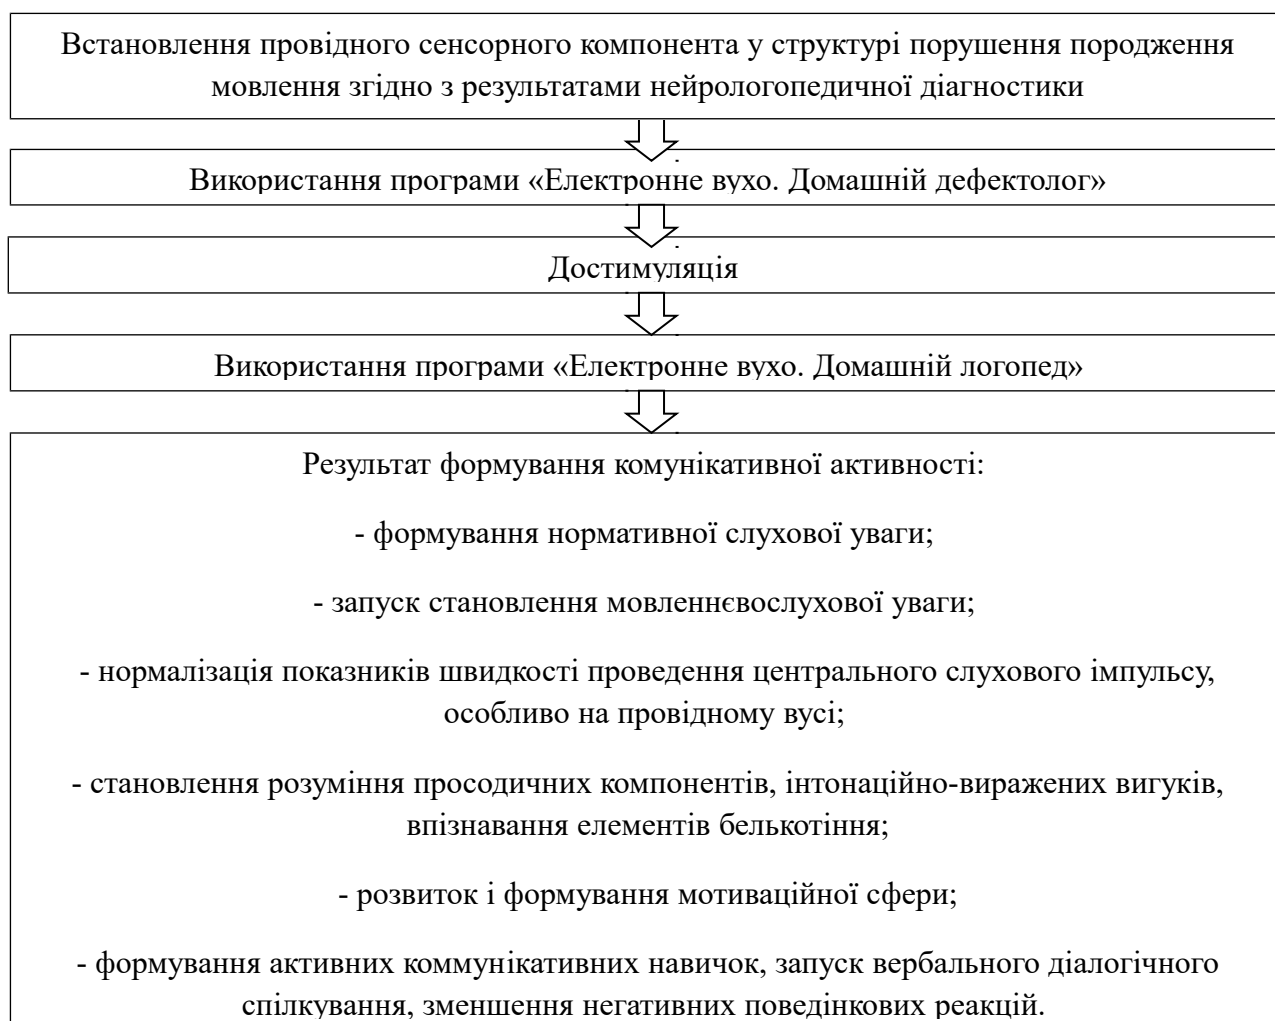 Встановлення провідного сенсорного компонента у структурі порушення породження
мовлення згідно з результатами нейрологопедичної діагностики
Використання програми «Електронне вухо. Домашній дефектолог»
Достимуляція
Використання програми «Електронне вухо. Домашній логопед»
Результат формування комунікативної активності:
- формування нормативної слухової уваги;
- запуск становлення мовленнєвослухової уваги;
- нормалізація показників швидкості проведення центрального слухового імпульсу,
особливо на провідному вусі;
- становлення розуміння просодичних компонентів, інтонаційно-виражених вигуків,
впізнавання елементів белькотіння;
- розвиток і формування мотиваційної сфери;
- формування активних коммунікативних навичок, запуск вербального діалогічного
спілкування, зменшення негативних поведінкових реакцій.